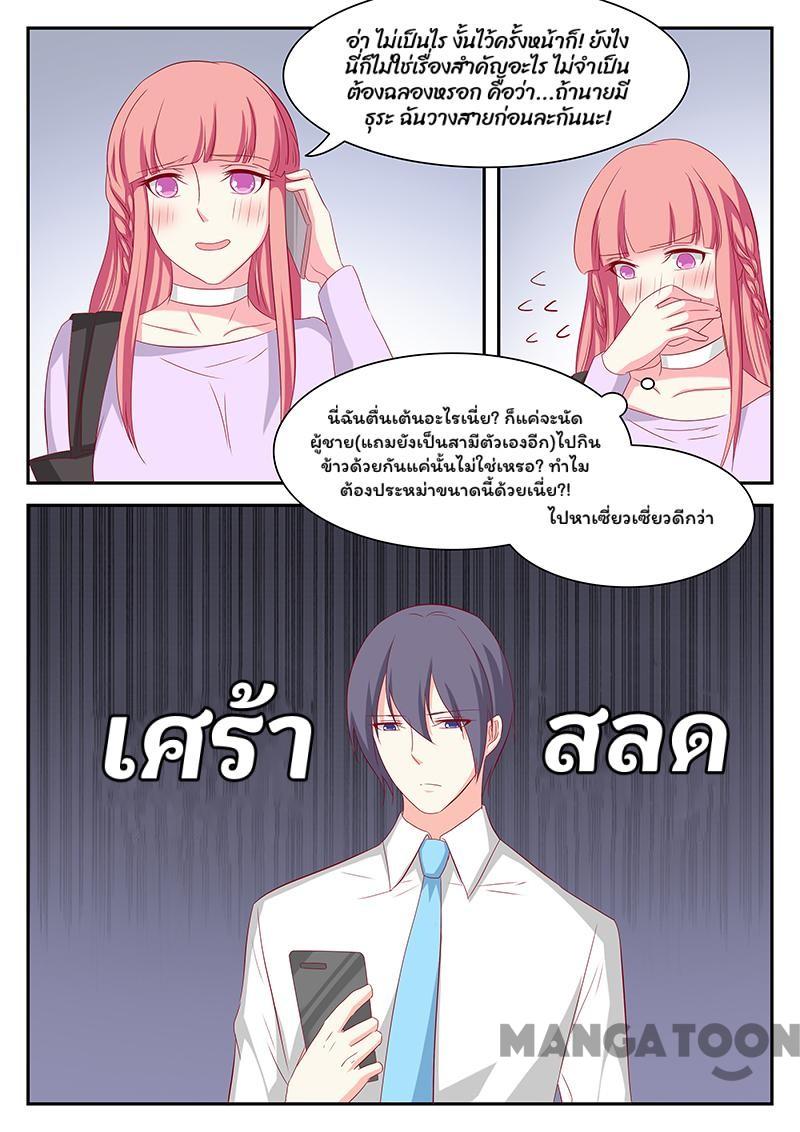 อ่า ไม่เป็นไร งั้นไว้ครั้งหน้าก็! ยังไง
นี่ก็ไม่ใช่เรื่องสำคัญอะไร ไม่จำเป็น
ต้องฉลองหรอก คือว่า...ถ้านายมี
ธุระ ฉันวางสายก่อนละกันนะ!
นี่ฉันตื่นเต้นอะไรเนี่ย? ก็แค่จะนัด
ผู้ชาย(แถมยังเป็นสามีตัวเองอีก)ไปกิน
ข้าวด้วยกันแค่นั้นไม่ใช่เหรอ? ทำไม
ต้องประหม่าขนาดนี้ด้วยเนี่ย?!
ไปหาเซี่ยวเซี่ยวดีกว่า
เศร้า สลด
MANGATOON